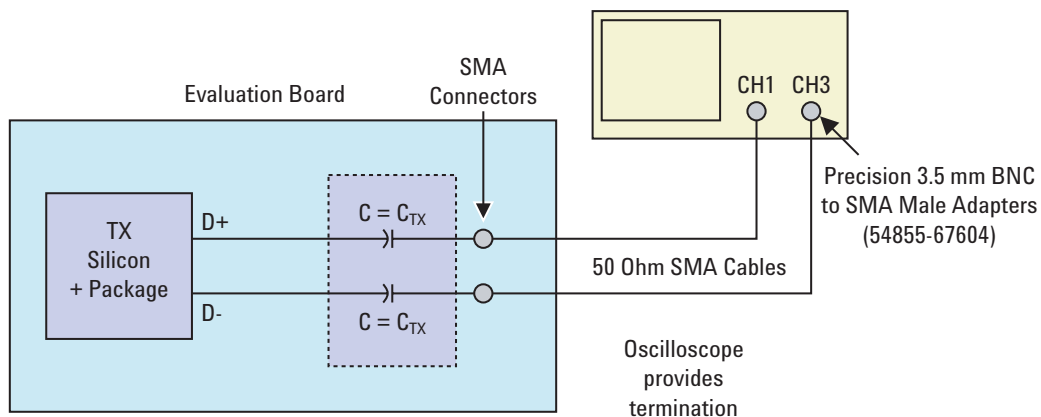 SMA
Connectors
Evaluation Board
CH1 CH3
Precision 3.5 mm BNC
to SMA Male Adapters
(54855-67604)
TX
Silicon
+ Package
D+
D-
C = CTX
C = CTX
50 Ohm SMA Cables
Oscilloscope
provides
termination